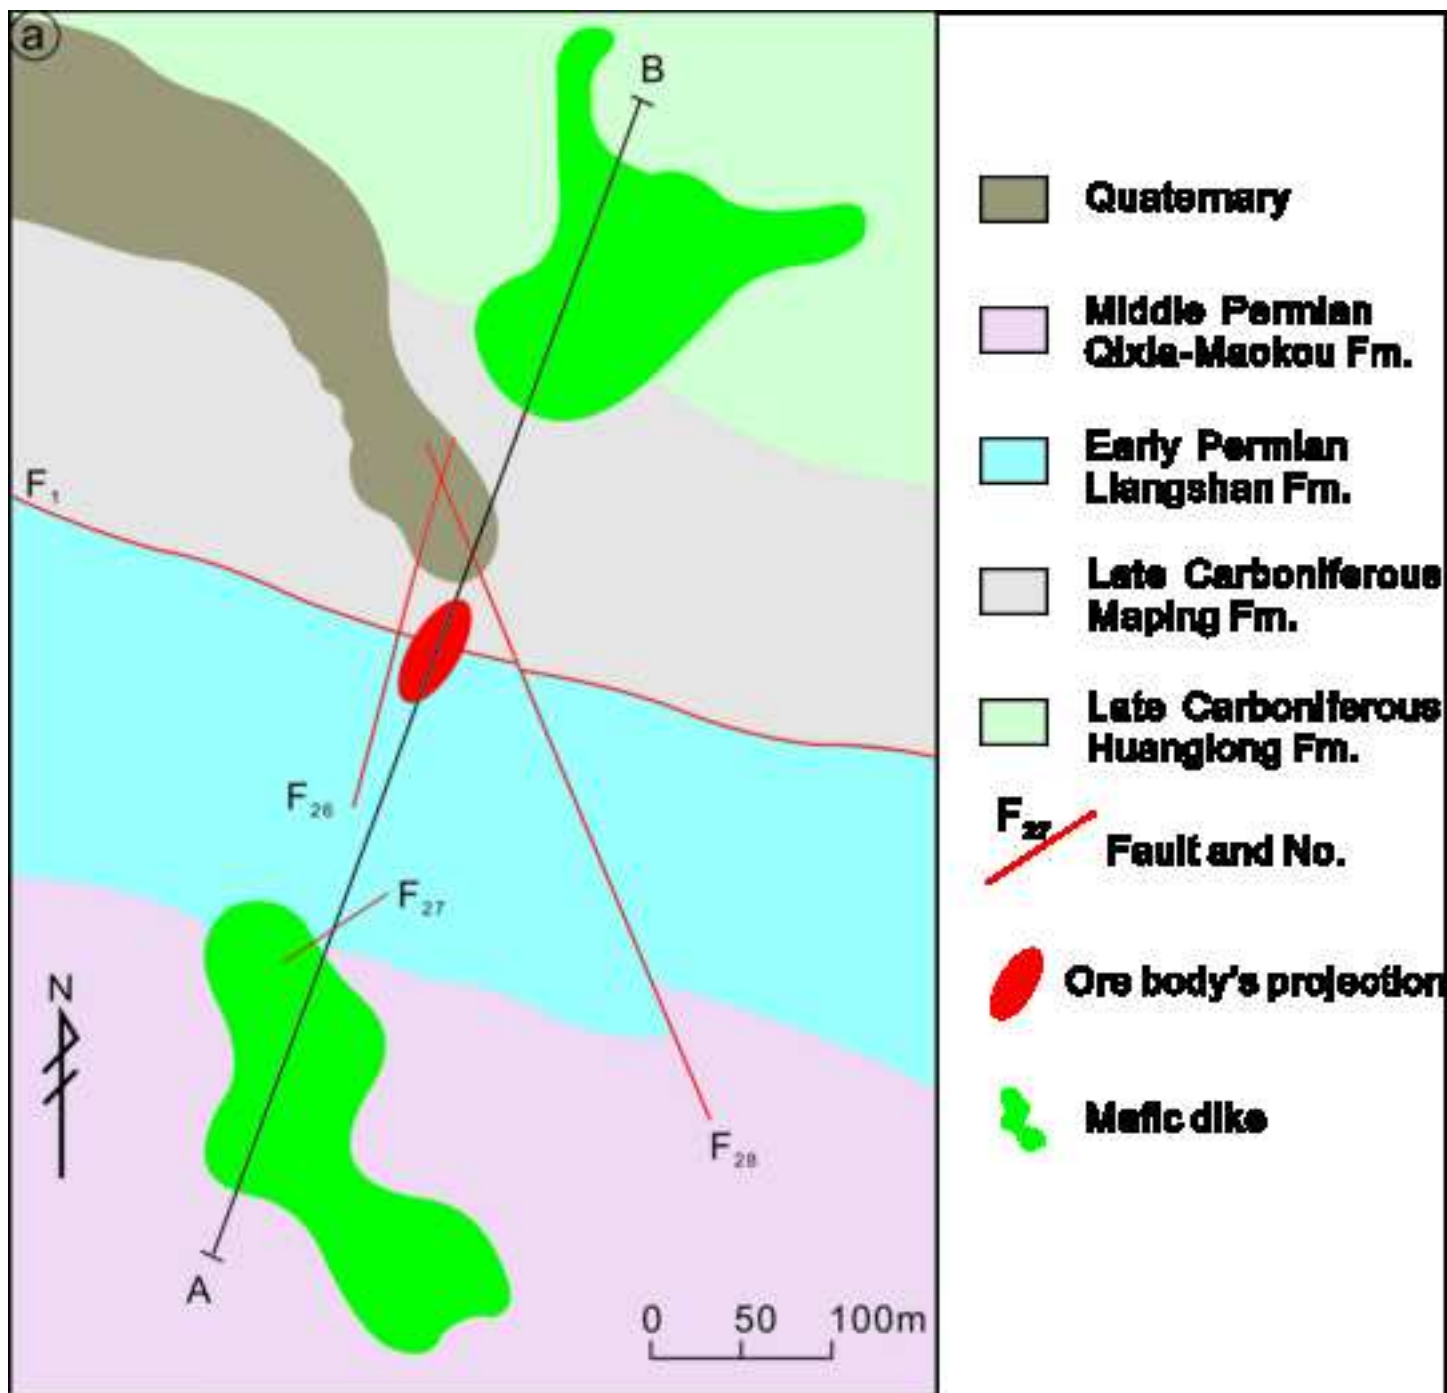 a
B
F1
F26
F27
N
F28
A
0 50 100m
Quaternary
Middle Permian
Qixia-Maokou Fm.
Early Permian
Liangshan Fm.
Late Carboniferous
Maping Fm.
Late Carboniferous
Huanglong Fm.
F27
Fault and No.
Ore body's projection
Mafic dike